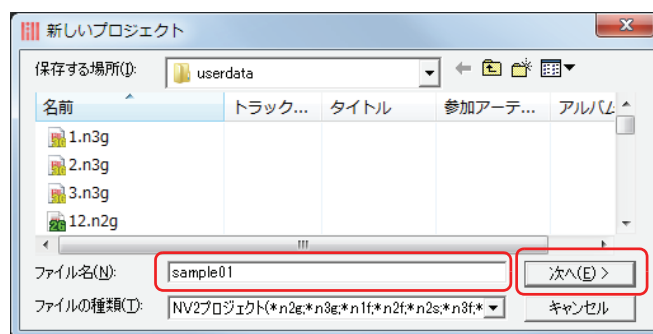 新しいプロジェクト
保存する場所(I):
userdata
名前 トラック... タイトル 参加アーテ... アルバム
1.n3g
2.n3g
3.n3g
12.n2g
ファイル名(N): sample01 次へ(E) >
ファイルの種類(T): NV2プロジェクト(*n2g;*n3g;*n1f;*n2f;*n2s;*n3f;* キャンセル